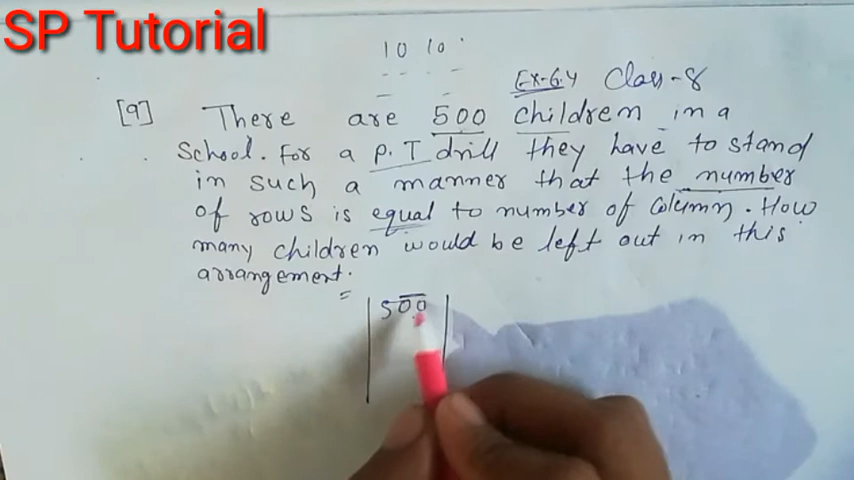 SP Tutorial
10 10
Ex-6.4 Class-8
[9] There are 500 children in a
School. For a P.T drill they have to stand
in such a manner that the number
of rows is equal to number of Column. How
many children would be left out in this
arrangement.
= 500